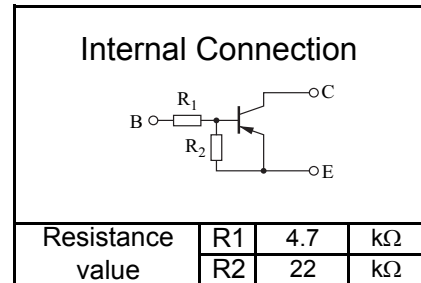 Internal Connection
C
R1
B
R2
E
Resistance value R1 4.7 kΩ
R2 22 kΩ